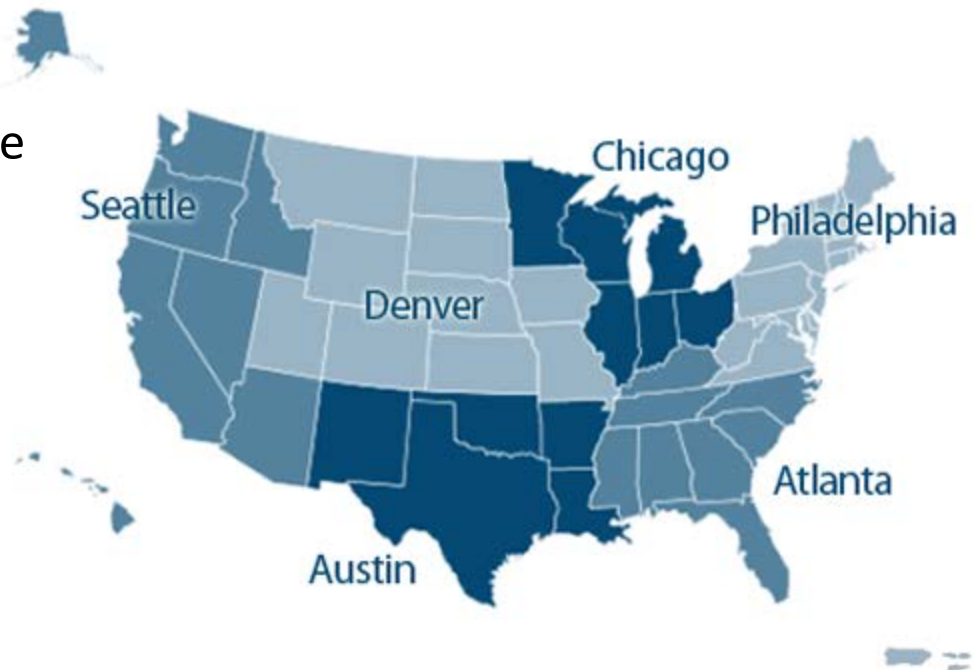 e
Chicago
Seattle
Philadelphia
Denver
Atlanta
Austin